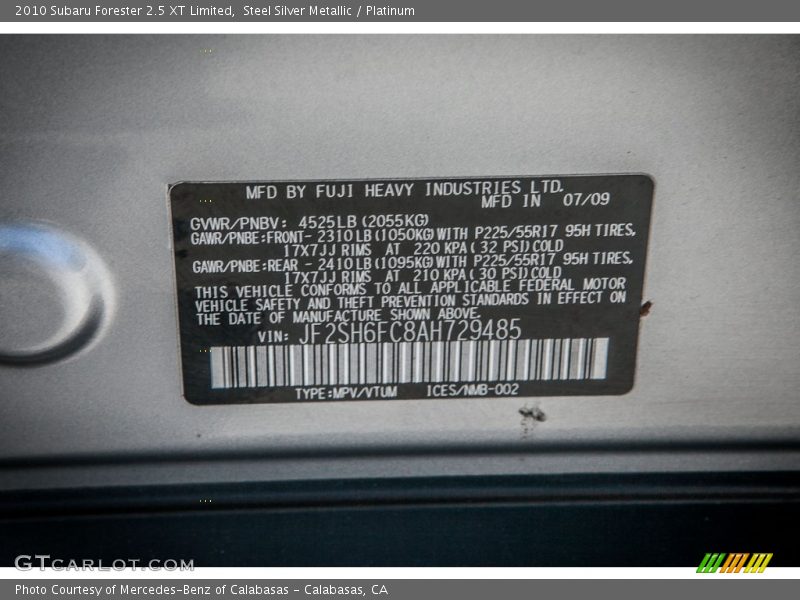 2010 Subaru Forester 2.5 XT Limited, Steel Silver Metallic / Platinum
MFD BY FUJI HEAVY INDUSTRIES LTD.
MFD IN 07/09
GVWR/PNBV: 4525LB (2055KG)
GAWR/PNBE:FRONT- 2310LB (1050KG)WITH P225/55R17 95H TIRES,
17X7JJ RIMS AT 220 KPA ( 32 PSI)COLD
GAWR/PNBE:REAR - 2410LB (1095KG)WITH P225/55R17 95H TIRES,
17X7JJ RIMS AT 210 KPA ( 30 PSI)COLD
THIS VEHICLE CONFORMS TO ALL APPLICABLE FEDERAL MOTOR
VEHICLE SAFETY AND THEFT PREVENTION STANDARDS IN EFFECT ON
THE DATE OF MANUFACTURE SHOWN ABOVE.
VIN: JF2SH6FC8AH729485
TYPE:MPV/VTUM ICES/NMB-002
GTCARLOT.COM
Photo Courtesy of Mercedes-Benz of Calabasas - Calabasas, CA